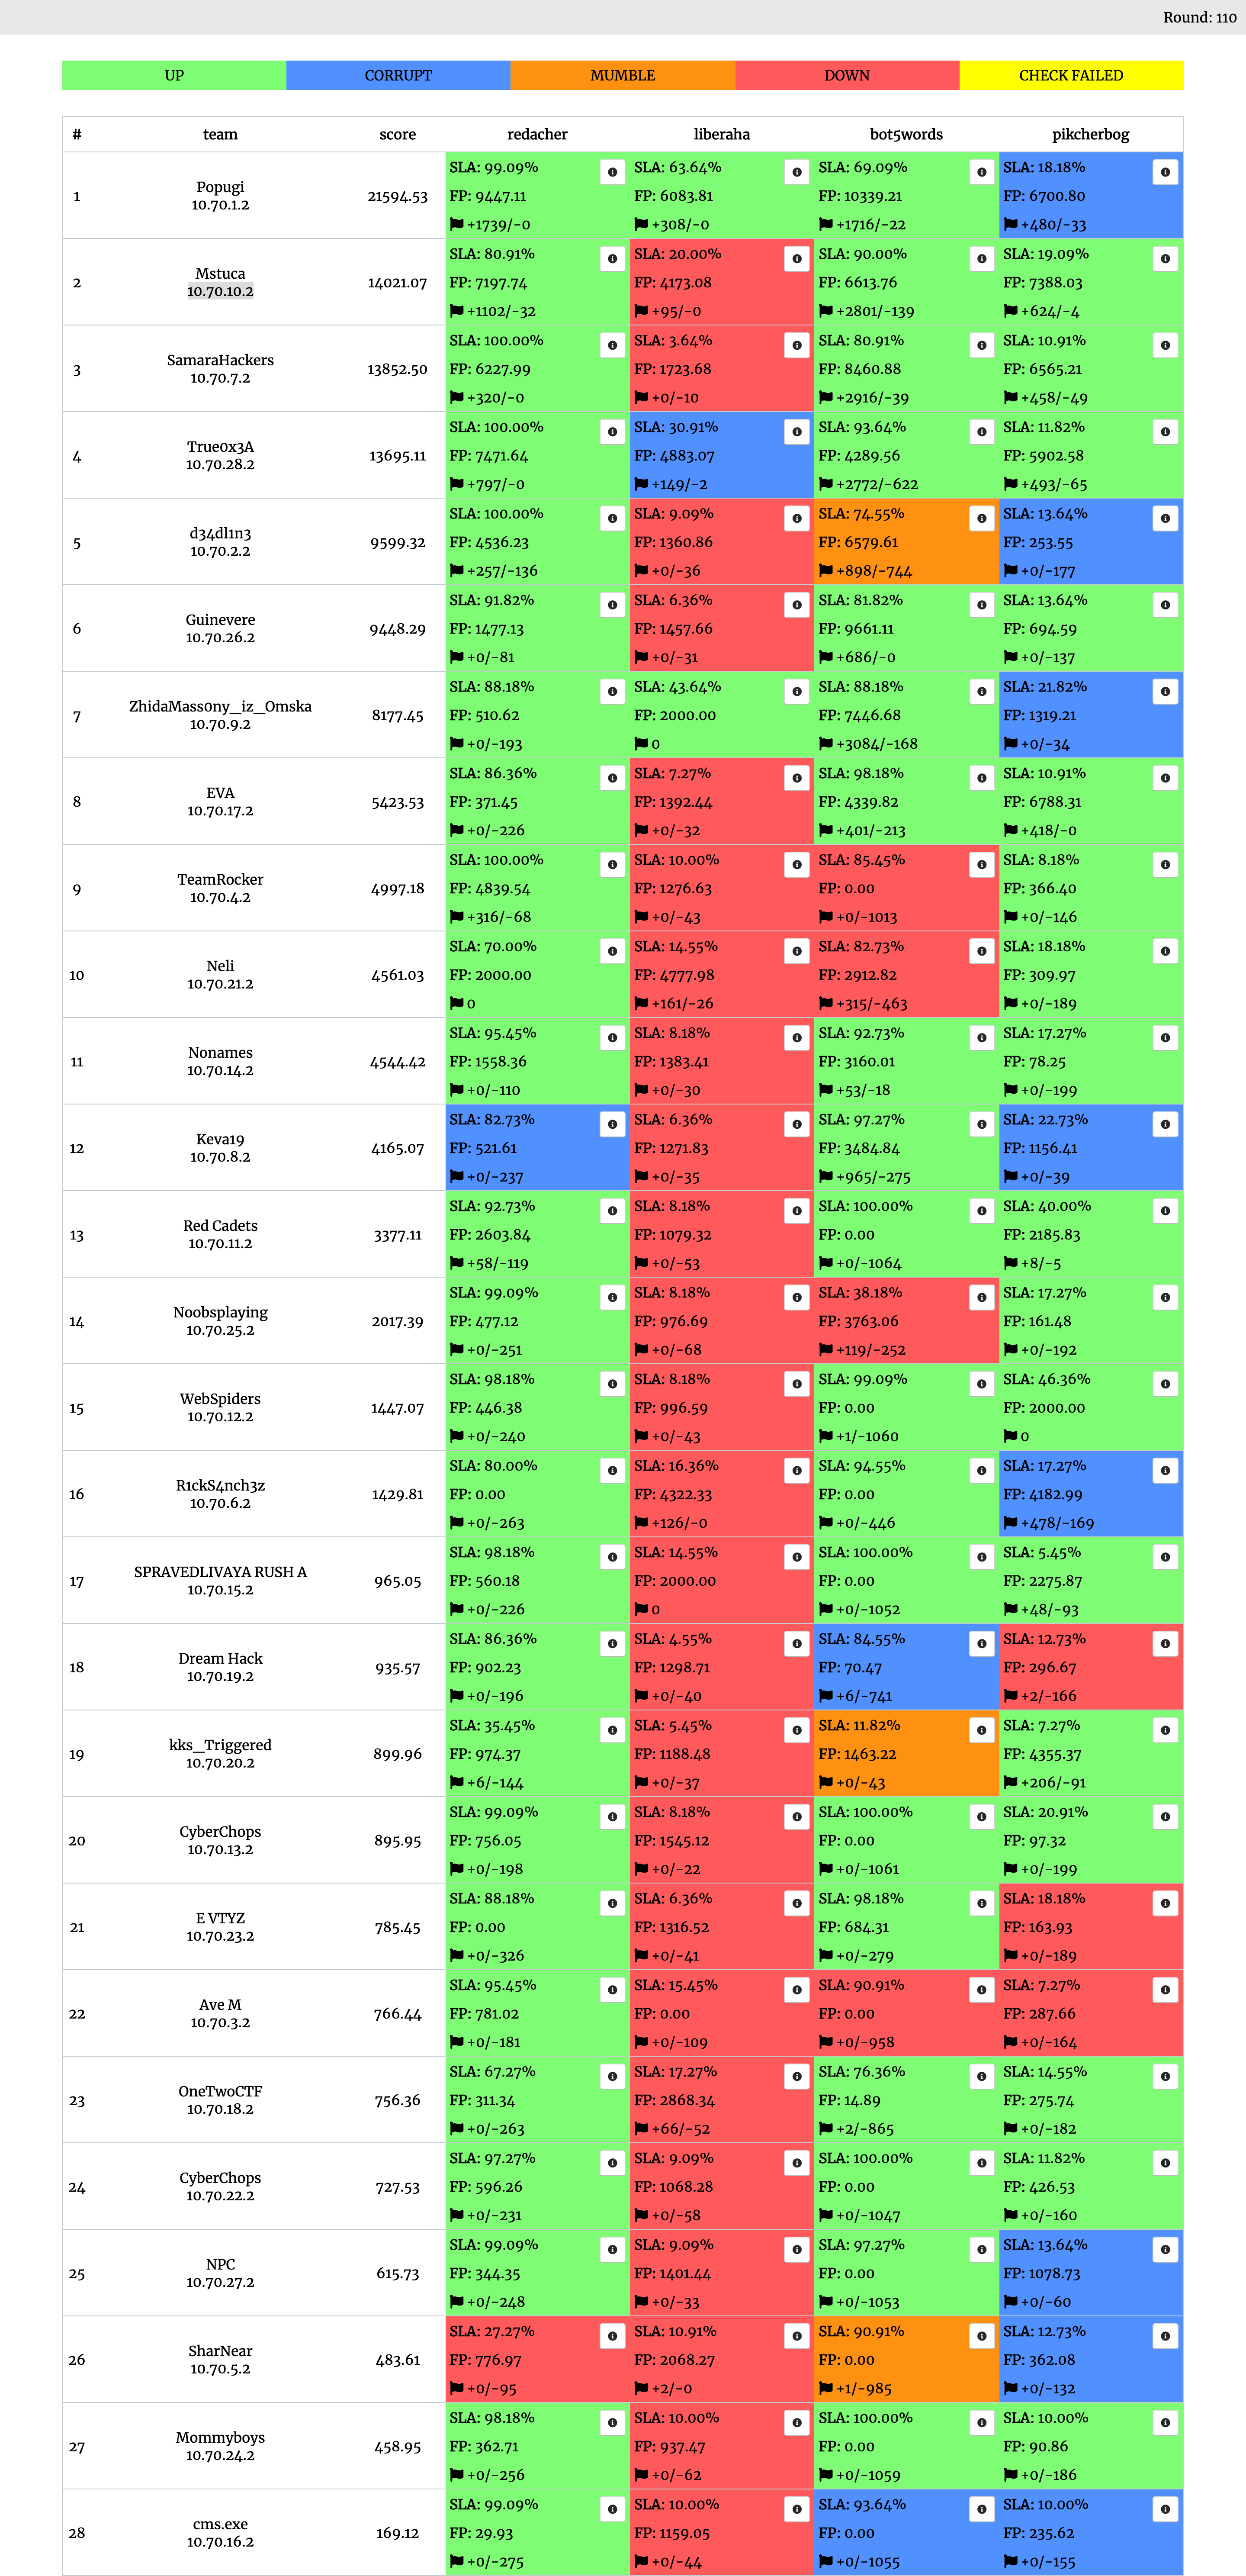 Round: 110
UP CORRUPT MUMBLE DOWN CHECK FAILED
# team score redacher liberaha bot5words pikcherbog
SLA: 99.09% SLA: 63.64% SLA: 69.09% SLA: 18.18%
1 Popugi 10.70.1.2 21594.53 FP: 9447.11 FP: 6083.81 FP: 10339.21 FP: 6700.80
+1739/-0 +308/-0 +1716/-22 +480/-33
SLA: 80.91% SLA: 20.00% SLA: 90.00% SLA: 19.09%
2 Mstuca 10.70.10.2 14021.07 FP: 7197.74 FP: 4173.08 FP: 6613.76 FP: 7388.03
+1102/-32 +95/-0 +2801/-139 +624/-4
SLA: 100.00% SLA: 3.64% SLA: 80.91% SLA: 10.91%
3 SamaraHackers 10.70.7.2 13852.50 FP: 6227.99 FP: 1723.68 FP: 8460.88 FP: 6565.21
+320/-0 +0/-10 +2916/-39 +458/-49
SLA: 100.00% SLA: 30.91% SLA: 93.64% SLA: 11.82%
4 True0x3A 10.70.28.2 13695.11 FP: 7471.64 FP: 4883.07 FP: 4289.56 FP: 5902.58
+797/-0 +149/-2 +2772/-622 +493/-65
SLA: 100.00% SLA: 9.09% SLA: 74.55% SLA: 13.64%
5 d34dl1n3 10.70.2.2 9599.32 FP: 4536.23 FP: 1360.86 FP: 6579.61 FP: 253.55
+257/-136 +0/-36 +898/-744 +0/-177
SLA: 91.82% SLA: 6.36% SLA: 81.82% SLA: 13.64%
6 Guinevere 10.70.26.2 9448.29 FP: 1477.13 FP: 1457.66 FP: 9661.11 FP: 694.59
+0/-81 +0/-31 +686/-0 +0/-137
SLA: 88.18% SLA: 43.64% SLA: 88.18% SLA: 21.82%
7 ZhidaMass0ny_iz_Omska 10.70.9.2 8177.45 FP: 510.62 FP: 2000.00 FP: 7446.68 FP: 1319.21
+0/-193 0 +3084/-168 +0/-34
SLA: 86.36% SLA: 7.27% SLA: 98.18% SLA: 10.91%
8 EVA 10.70.17.2 5423.53 FP: 371.45 FP: 1392.44 FP: 4339.82 FP: 6788.31
+0/-226 +0/-32 +401/-213 +418/-0
SLA: 100.00% SLA: 10.00% SLA: 85.45% SLA: 8.18%
9 TeamRocker 10.70.4.2 4997.18 FP: 4839.54 FP: 1276.63 FP: 0.00 FP: 366.40
+316/-68 +0/-43 +0/-1013 +0/-146
SLA: 70.00% SLA: 14.55% SLA: 82.73% SLA: 18.18%
10 Neli 10.70.21.2 4561.03 FP: 2000.00 FP: 4777.98 FP: 2912.82 FP: 309.97
0 +161/-26 +315/-463 +0/-189
SLA: 95.45% SLA: 8.18% SLA: 92.73% SLA: 17.27%
11 Nonames 10.70.14.2 4544.42 FP: 1558.36 FP: 1383.41 FP: 3160.01 FP: 78.25
+0/-110 +0/-30 +53/-18 +0/-199
SLA: 82.73% SLA: 6.36% SLA: 97.27% SLA: 22.73%
12 Keva19 10.70.8.2 4165.07 FP: 521.61 FP: 1271.83 FP: 3484.84 FP: 1156.41
+0/-237 +0/-35 +965/-275 +0/-39
SLA: 92.73% SLA: 8.18% SLA: 100.00% SLA: 40.00%
13 Red Cadets 10.70.11.2 3377.11 FP: 2603.84 FP: 1079.32 FP: 0.00 FP: 2185.83
+58/-119 +0/-53 +0/-1064 +8/-5
SLA: 99.09% SLA: 8.18% SLA: 38.18% SLA: 17.27%
14 Noobsplaying 10.70.25.2 2017.39 FP: 477.12 FP: 976.69 FP: 3763.06 FP: 161.48
+0/-251 +0/-68 +119/-252 +0/-192
SLA: 98.18% SLA: 8.18% SLA: 99.09% SLA: 46.36%
15 WebSpiders 10.70.12.2 1447.07 FP: 446.38 FP: 996.59 FP: 0.00 FP: 2000.00
+0/-240 +0/-43 +1/-1060 0
SLA: 80.00% SLA: 16.36% SLA: 94.55% SLA: 17.27%
16 R1ckS4nch3z 10.70.6.2 1429.81 FP: 0.00 FP: 4322.33 FP: 0.00 FP: 4182.99
+0/-263 +126/-0 +0/-446 +478/-169
SLA: 98.18% SLA: 14.55% SLA: 100.00% SLA: 5.45%
17 SPRAVEDLIVAYA RUSH A 10.70.15.2 965.05 FP: 560.18 FP: 2000.00 FP: 0.00 FP: 2275.87
+0/-226 0 +0/-1052 +48/-93
SLA: 86.36% SLA: 4.55% SLA: 84.55% SLA: 12.73%
18 Dream Hack 10.70.19.2 935.57 FP: 902.23 FP: 1298.71 FP: 70.47 FP: 296.67
+0/-196 +0/-40 +6/-741 +2/-166
SLA: 35.45% SLA: 5.45% SLA: 11.82% SLA: 7.27%
19 kks_Triggered 10.70.20.2 899.96 FP: 974.37 FP: 1188.48 FP: 1463.22 FP: 4355.37
+6/-144 +0/-37 +0/-43 +206/-91
SLA: 99.09% SLA: 8.18% SLA: 100.00% SLA: 20.91%
20 CyberChops 10.70.13.2 895.95 FP: 756.05 FP: 1545.12 FP: 0.00 FP: 97.32
+0/-198 +0/-22 +0/-1061 +0/-199
SLA: 88.18% SLA: 6.36% SLA: 98.18% SLA: 18.18%
21 E VTYZ 10.70.23.2 785.45 FP: 0.00 FP: 1316.52 FP: 684.31 FP: 163.93
+0/-326 +0/-41 +0/-279 +0/-189
SLA: 95.45% SLA: 15.45% SLA: 90.91% SLA: 7.27%
22 Ave M 10.70.3.2 766.44 FP: 781.02 FP: 0.00 FP: 0.00 FP: 287.66
+0/-181 +0/-109 +0/-958 +0/-164
SLA: 67.27% SLA: 17.27% SLA: 76.36% SLA: 14.55%
23 OneTwoCTF 10.70.18.2 756.36 FP: 311.34 FP: 2868.34 FP: 14.89 FP: 275.74
+0/-263 +66/-52 +2/-865 +0/-182
SLA: 97.27% SLA: 9.09% SLA: 100.00% SLA: 11.82%
24 CyberChops 10.70.22.2 727.53 FP: 596.26 FP: 1068.28 FP: 0.00 FP: 426.53
+0/-231 +0/-58 +0/-1047 +0/-160
SLA: 99.09% SLA: 9.09% SLA: 97.27% SLA: 13.64%
25 NPC 10.70.27.2 615.73 FP: 344.35 FP: 1401.44 FP: 0.00 FP: 1078.73
+0/-248 +0/-33 +0/-1053 +0/-60
SLA: 27.27% SLA: 10.91% SLA: 90.91% SLA: 12.73%
26 SharNear 10.70.5.2 483.61 FP: 776.97 FP: 2068.27 FP: 0.00 FP: 362.08
+0/-95 +2/-0 +1/-985 +0/-132
SLA: 98.18% SLA: 10.00% SLA: 100.00% SLA: 10.00%
27 Mommyboys 10.70.24.2 458.95 FP: 362.71 FP: 937.47 FP: 0.00 FP: 90.86
+0/-256 +0/-62 +0/-1059 +0/-186
SLA: 99.09% SLA: 10.00% SLA: 93.64% SLA: 10.00%
28 cms.exe 10.70.16.2 169.12 FP: 29.93 FP: 1159.05 FP: 0.00 FP: 235.62
+0/-275 +0/-44 +0/-1055 +0/-155